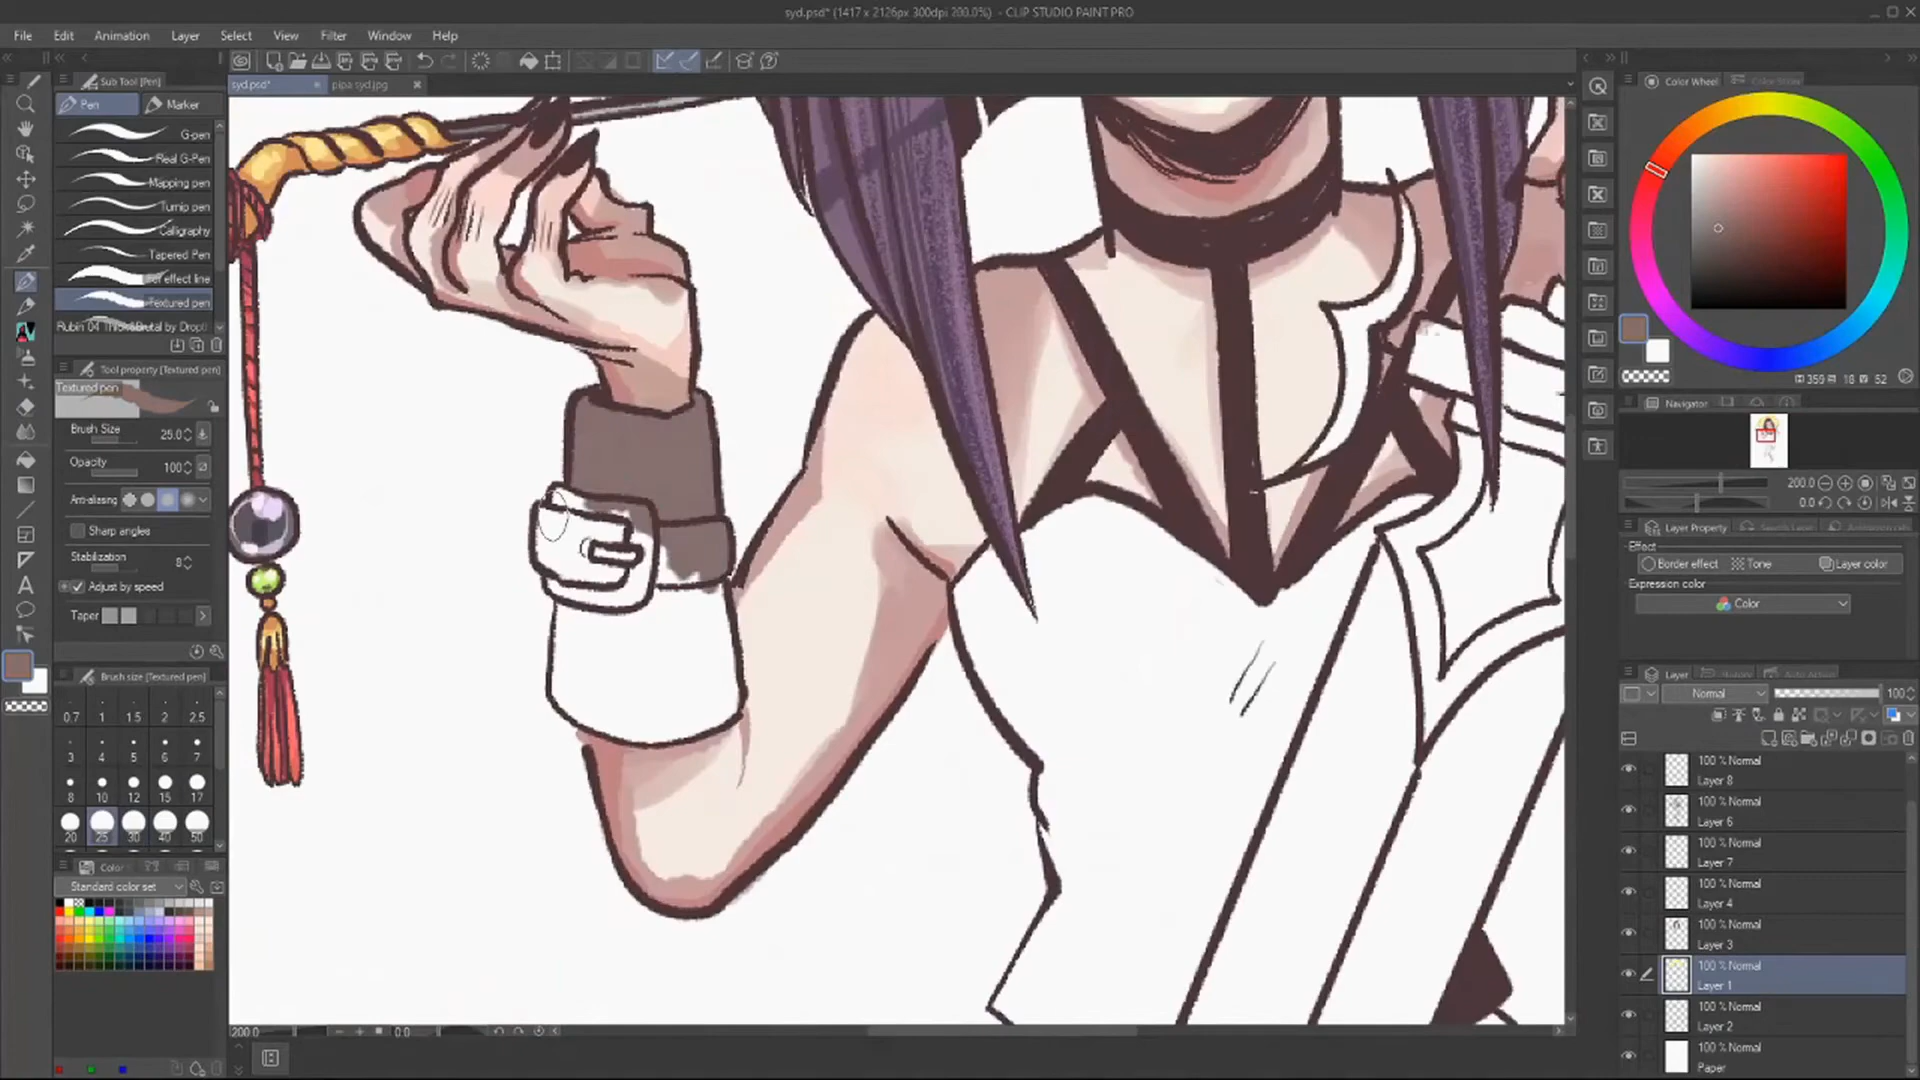 syd.psd* (1417 x 2126px 300dpi 200.0%) - CLIP STUDIO PAINT PRO
File Edit Animation Layer Select View Filter Window Help
Sub Tool [Pen]
syd.psd* pipa syd.jpg
Pen Marker
G-pen
Real G-Pen
Mapping pen
Turnip pen
Calligraphy
Tapered Pen
effect line
Textured pen
Tool property [Textured pen]
Textured pen
Brush Size 25.0
Opacity 100
Anti-aliasing
Sharp angles
Stabilization 8
Adjust by speed
Taper
Brush size [Textured pen]
0.7 1 1.5 2 2.5
3 4 5 6 7
8 10 12 15 17
20 25 30 40 50
Color
Standard color set
200.0 0.0
Color Wheel
359 18 52
Navigator
200.0
0.0
Layer Property
Effect
Border effect Tone Layer color
Expression color
Color
Layer
Normal 100
100 % Normal
Layer 8
100 % Normal
Layer 6
100 % Normal
Layer 7
100 % Normal
Layer 4
100 % Normal
Layer 3
100 % Normal
Layer 1
100 % Normal
Layer 2
100 % Normal
Paper